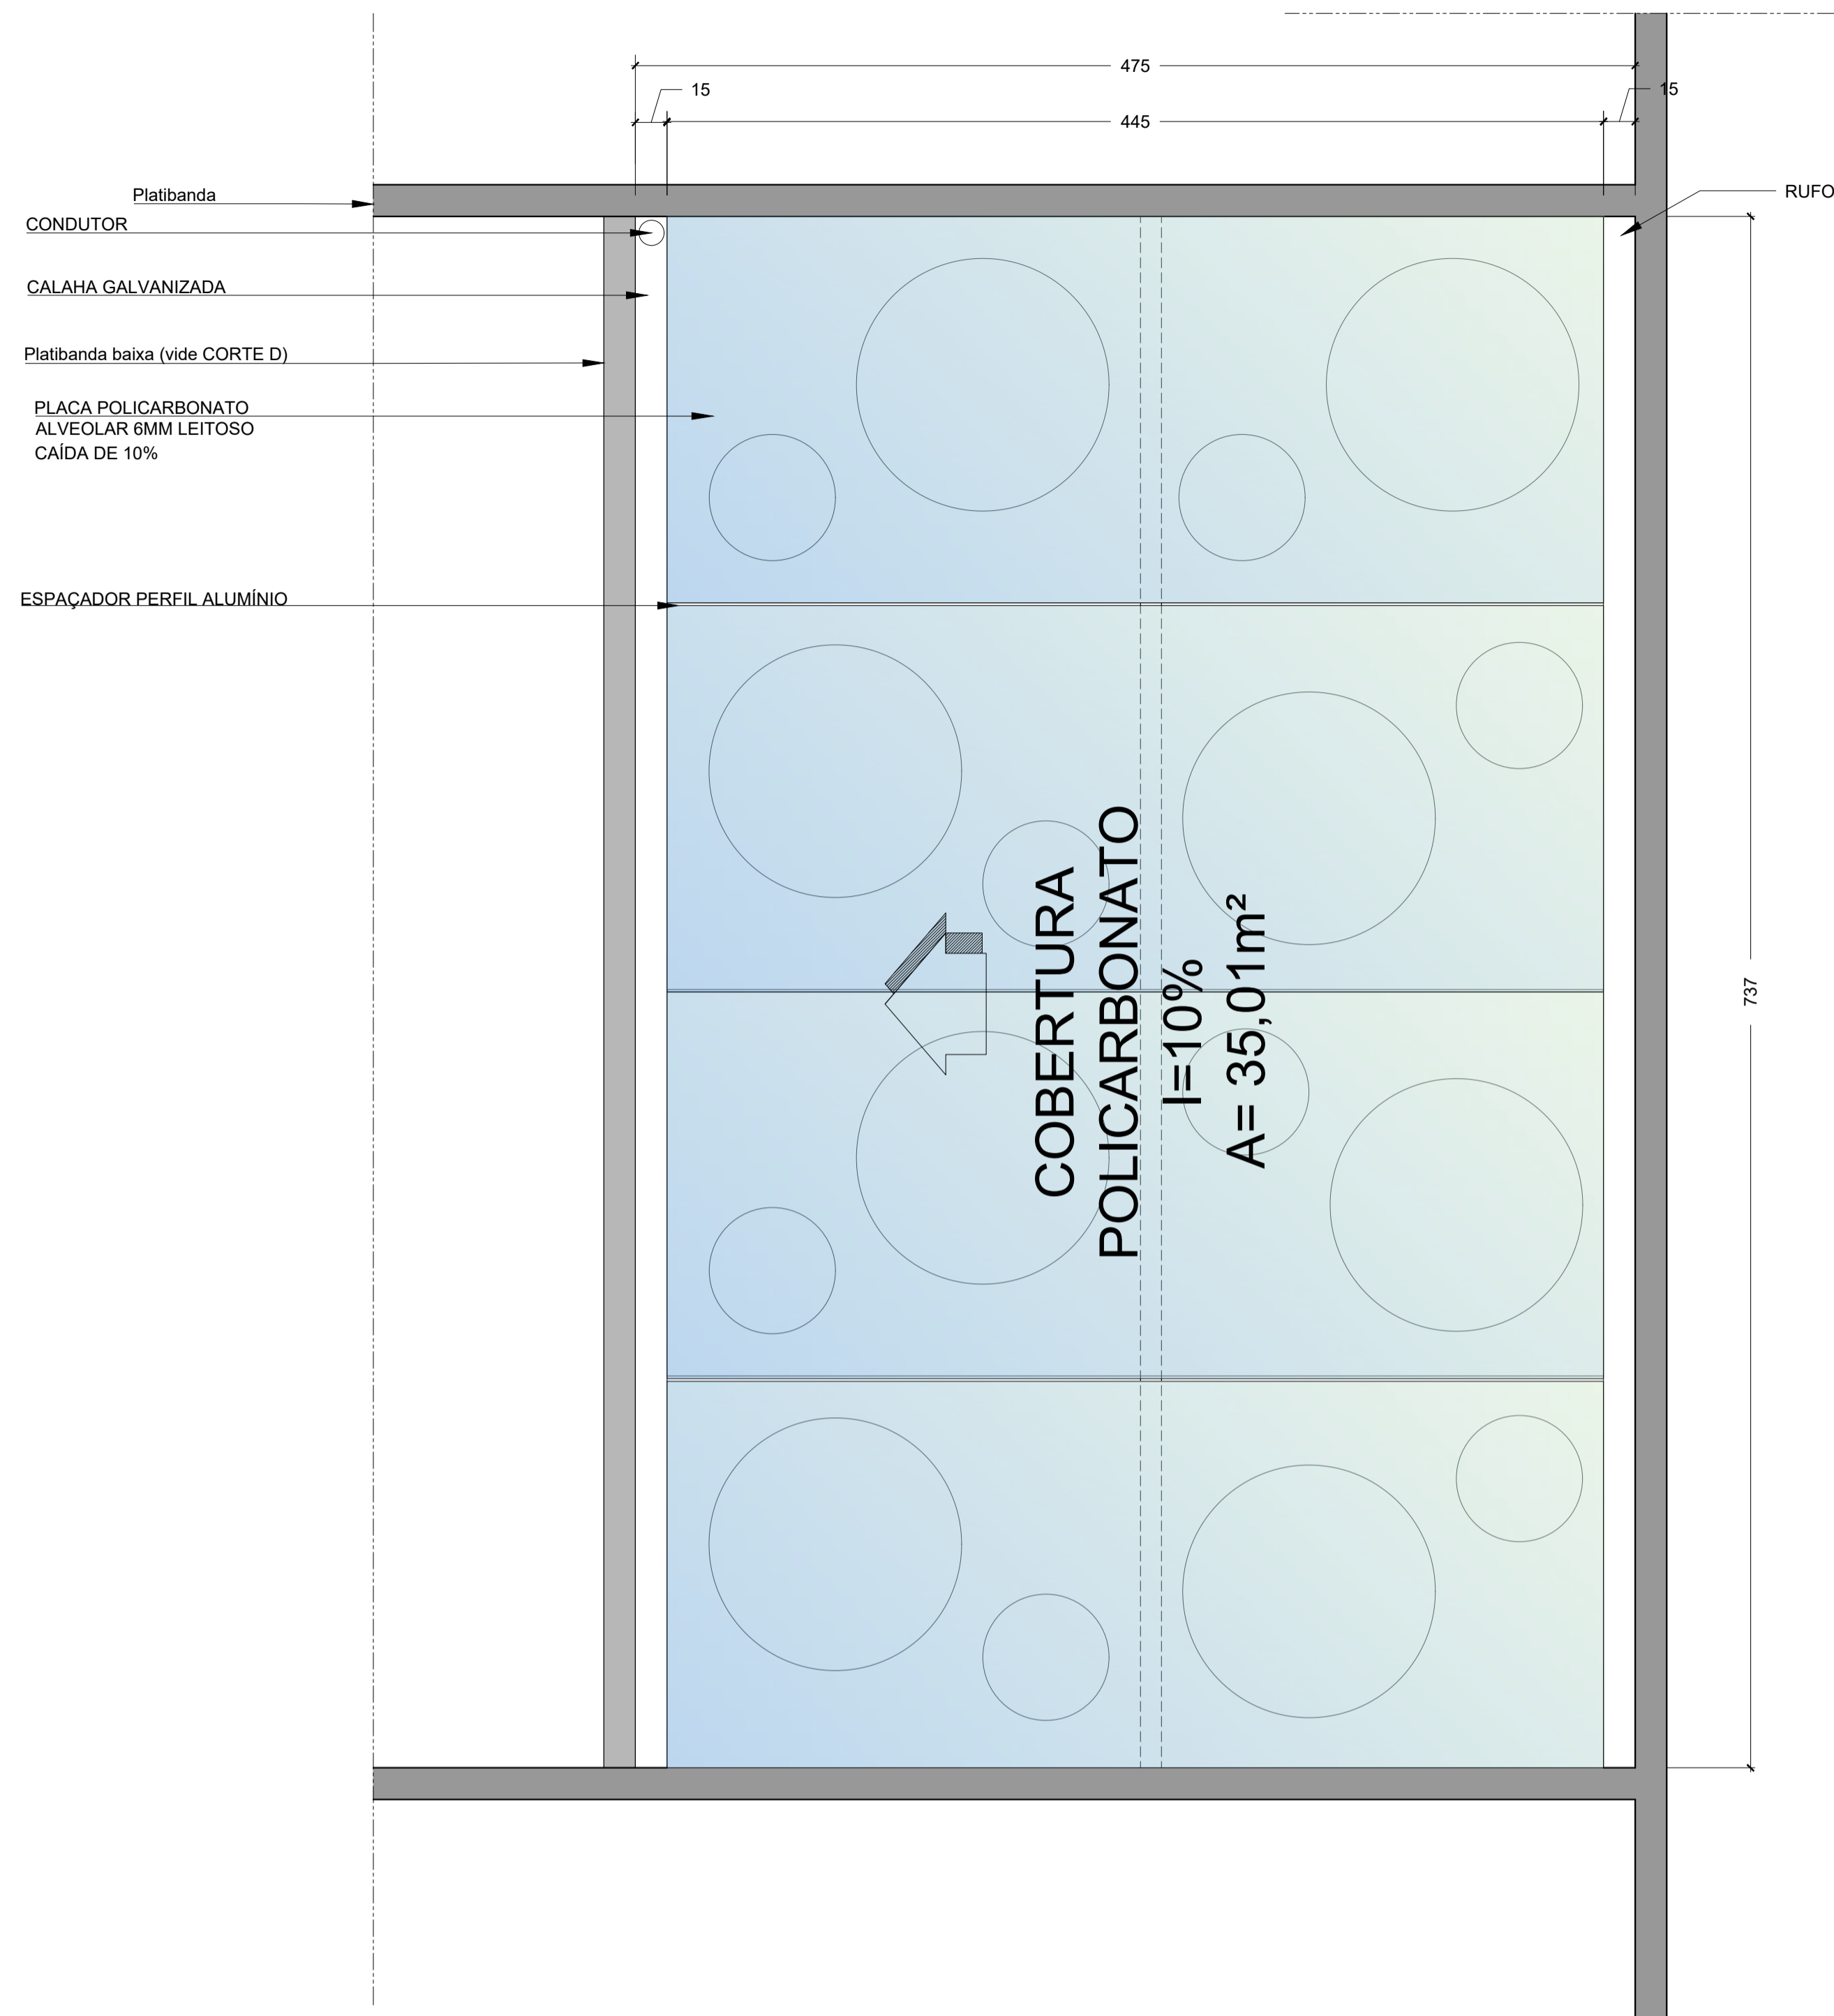 475
15
15
445
Platibanda
RUFO
CONDUTOR
CALAHA GALVANIZADA
Platibanda baixa (vide CORTE D)
PLACA POLICARBONATO
ALVEOLAR 6MM LEITOSO
CAÍDA DE 10%
ESPAÇADOR PERFIL ALUMÍNIO
COBERTURA
POLICARBONATO
I=10%
A= 35,01m²
737